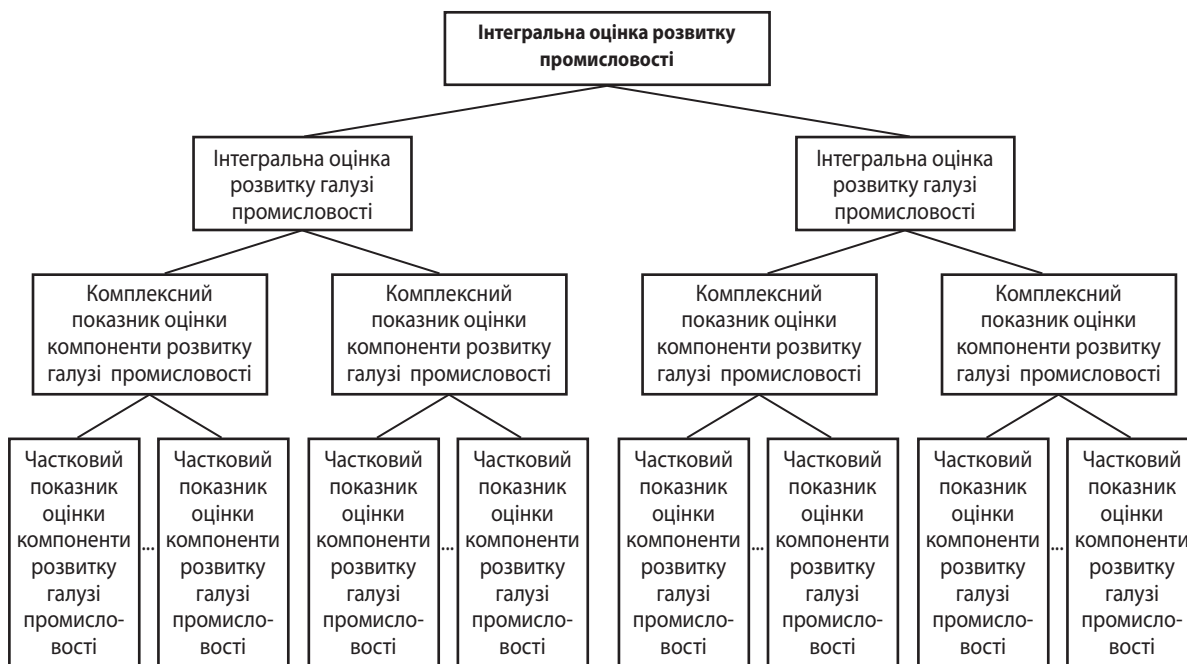 Інтегральна оцінка розвитку
промисловості
Інтегральна оцінка
розвитку галузі
промисловості
Інтегральна оцінка
розвитку галузі
промисловості
Комплексний
показник оцінки
компоненти розвитку
галузі промисловості
Комплексний
показник оцінки
компоненти розвитку
галузі промисловості
Комплексний
показник оцінки
компоненти розвитку
галузі промисловості
Комплексний
показник оцінки
компоненти розвитку
галузі промисловості
Частковий
показник
оцінки
компоненти
розвитку
галузі
промисло-
вості
...
Частковий
показник
оцінки
компоненти
розвитку
галузі
промисло-
вості
Частковий
показник
оцінки
компоненти
розвитку
галузі
промисло-
вості
...
Частковий
показник
оцінки
компоненти
розвитку
галузі
промисло-
вості
Частковий
показник
оцінки
компоненти
розвитку
галузі
промисло-
вості
...
Частковий
показник
оцінки
компоненти
розвитку
галузі
промисло-
вості
Частковий
показник
оцінки
компоненти
розвитку
галузі
промисло-
вості
...
Частковий
показник
оцінки
компоненти
розвитку
галузі
промисло-
вості